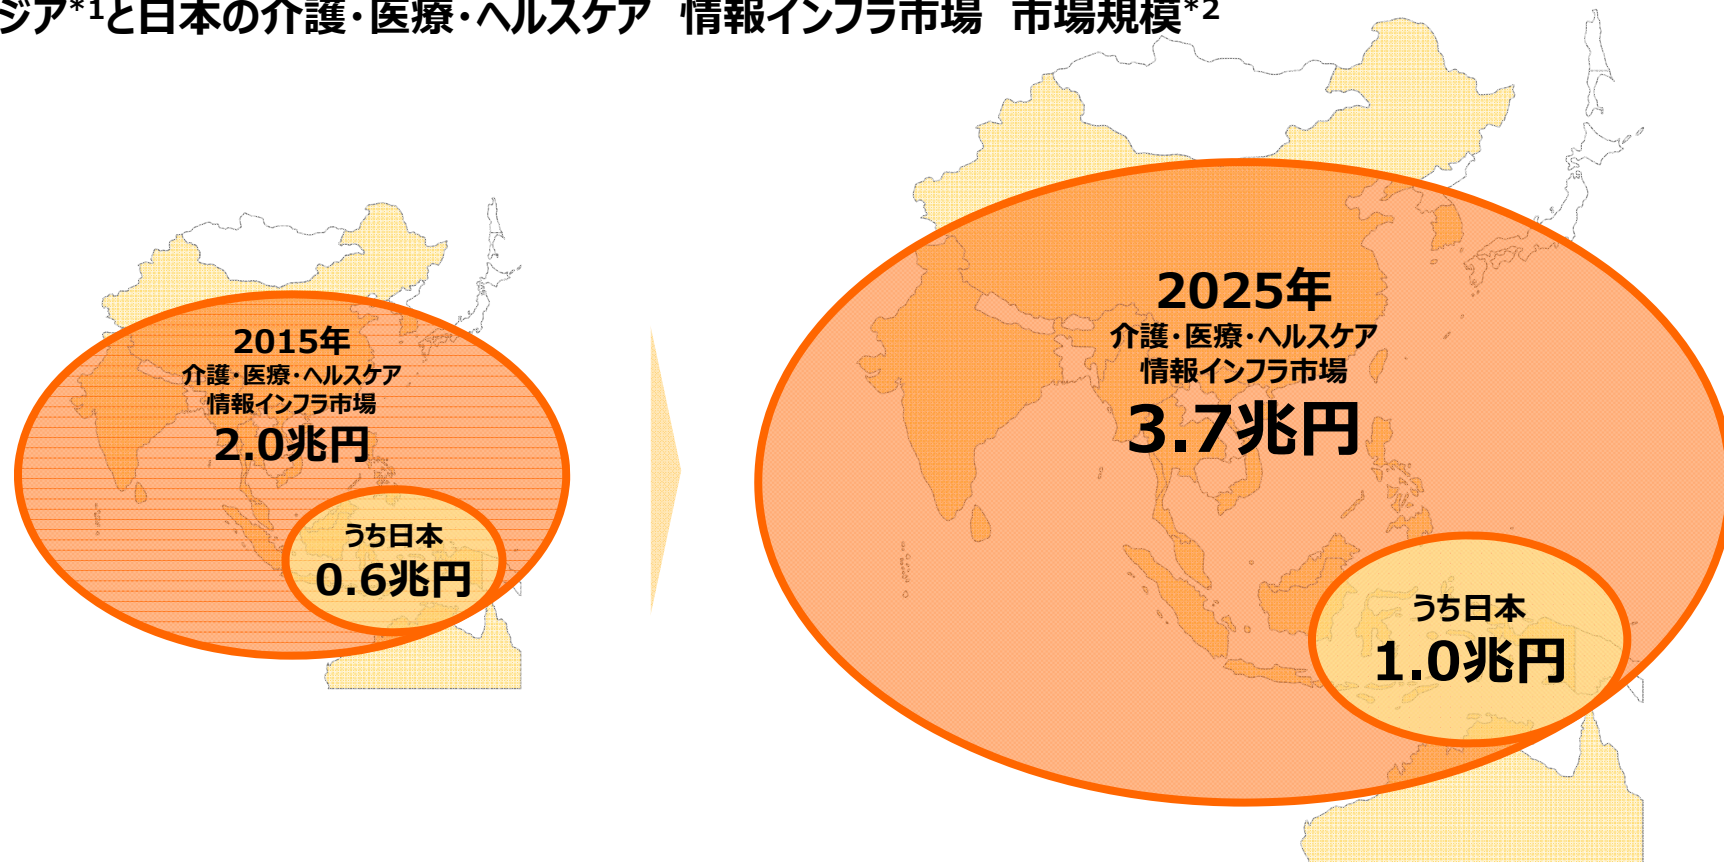 ジア*1と日本の介護・医療・ヘルスケア 情報インフラ市場 市場規模*2
2015年
介護・医療・ヘルスケア
情報インフラ市場
2.0兆円
うち日本
0.6兆円
2025年
介護・医療・ヘルスケア
情報インフラ市場
3.7兆円
うち日本
1.0兆円